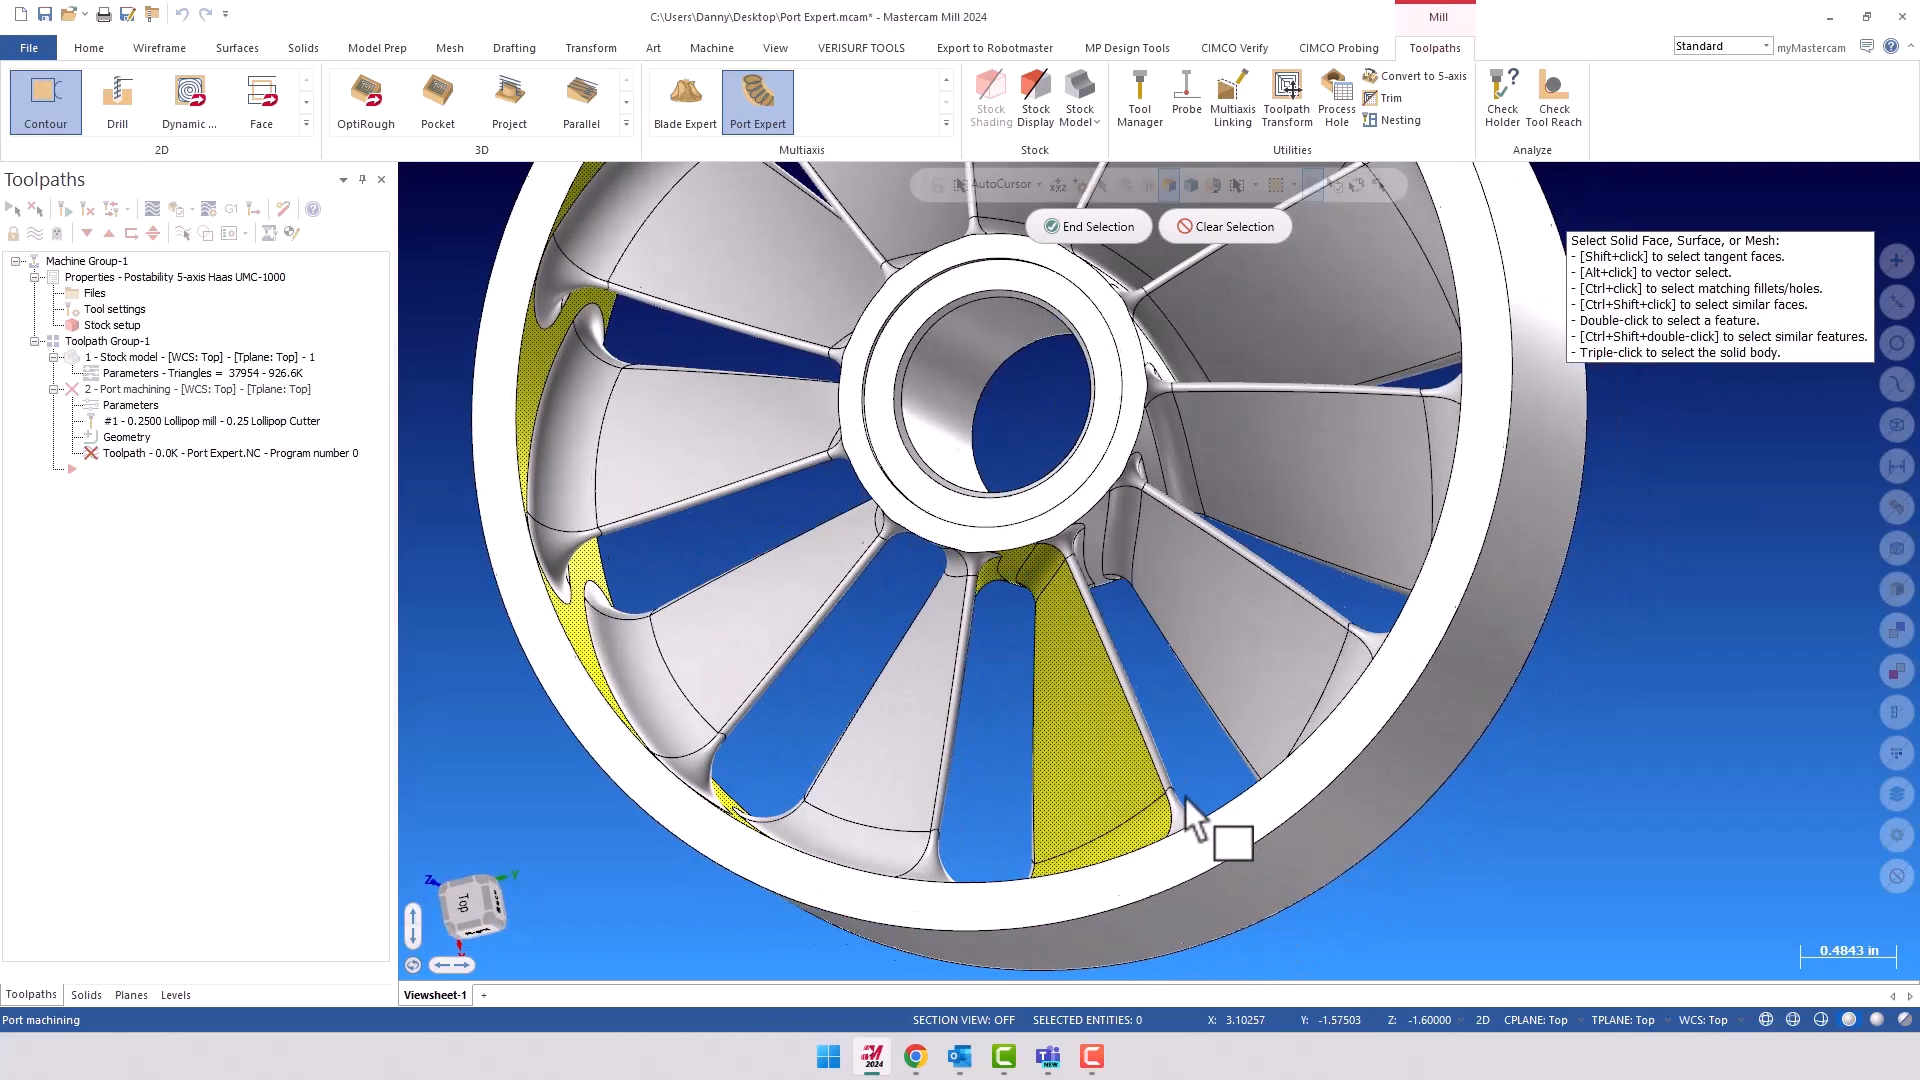 C:\Users\Danny\Desktop\Port Expert.mcam* - Mastercam Mill 2024
Mill
File
Home
Wireframe
Surfaces
Solids
Model Prep
Mesh
Drafting
Transform
Art
Machine
View
VERISURF TOOLS
Export to Robotmaster
MP Design Tools
CIMCO Verify
CIMCO Probing
Toolpaths
Standard
myMastercam
Contour
Drill
Dynamic ...
Face
2D
OptiRough
Pocket
Project
Parallel
3D
Blade Expert
Port Expert
Multiaxis
Stock Shading
Stock Display
Stock Model
Stock
Tool Manager
Probe
Multiaxis Linking
Toolpath Transform
Process Hole
Convert to 5-axis
Trim
Nesting
Utilities
Check Holder
Check Tool Reach
Analyze
Toolpaths
G1
Machine Group-1
Properties - Postability 5-axis Haas UMC-1000
Files
Tool settings
Stock setup
Toolpath Group-1
1 - Stock model - [WCS: Top] - [Tplane: Top] - 1
Parameters - Triangles = 37954 - 926.6K
2 - Port machining - [WCS: Top] - [Tplane: Top]
Parameters
#1 - 0.2500 Lollipop mill - 0.25 Lollipop Cutter
Geometry
Toolpath - 0.0K - Port Expert.NC - Program number 0
AutoCursor
xyz
End Selection
Clear Selection
Select Solid Face, Surface, or Mesh:
- [Shift+click] to select tangent faces.
- [Alt+click] to vector select.
- [Ctrl+click] to select matching fillets/holes.
- [Ctrl+Shift+click] to select similar faces.
- Double-click to select a feature.
- [Ctrl+Shift+double-click] to select similar features.
- Triple-click to select the solid body.
Z
Y
Top
0.4843 in
Toolpaths
Solids
Planes
Levels
Viewsheet-1
+
Port machining
SECTION VIEW: OFF
SELECTED ENTITIES: 0
X: 3.10257
Y: -1.57503
Z: -1.60000
2D
CPLANE: Top
TPLANE: Top
WCS: Top
2024
NEW